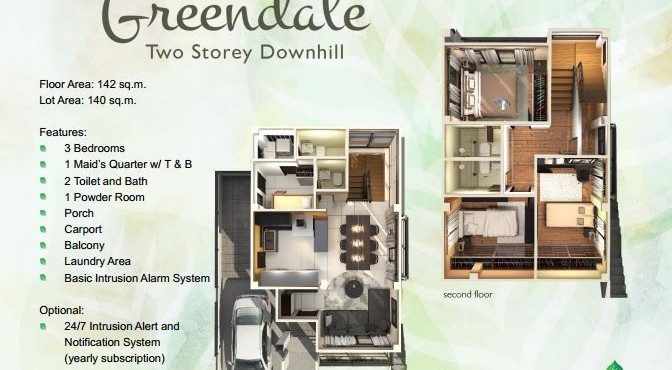 Greendale
Two Storey Downhill
Floor Area: 142 sq.m.
Lot Area: 140 sq.m.
Features:
3 Bedrooms
1 Maid's Quarter w/ T & B
2 Toilet and Bath
1 Powder Room
Porch
Carport
Balcony
Laundry Area
Basic Intrusion Alarm System
Optional:
24/7 Intrusion Alert and
Notification System
(yearly subscription)
second floor